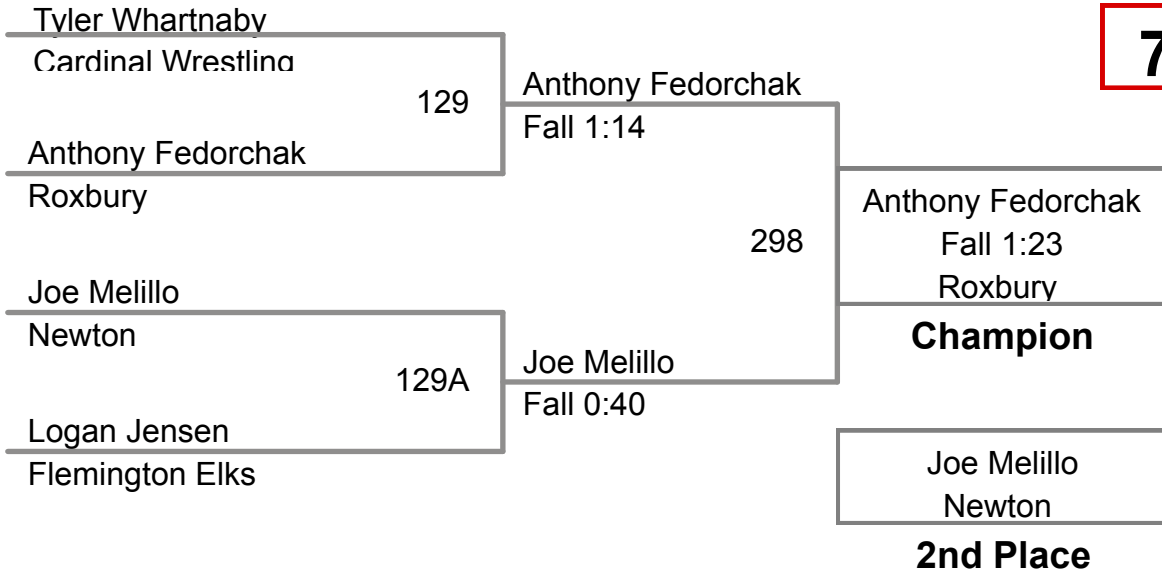 Tyler Whartnaby
Cardinal Wrestling
129
Anthony Fedorchak
Roxbury
Joe Melillo
Newton
129A
Logan Jensen
Flemington Elks
Anthony Fedorchak
Fall 1:14
298
Joe Melillo
Fall 0:40
7
Anthony Fedorchak
Fall 1:23
Roxbury
Champion
Joe Melillo
Newton
2nd Place